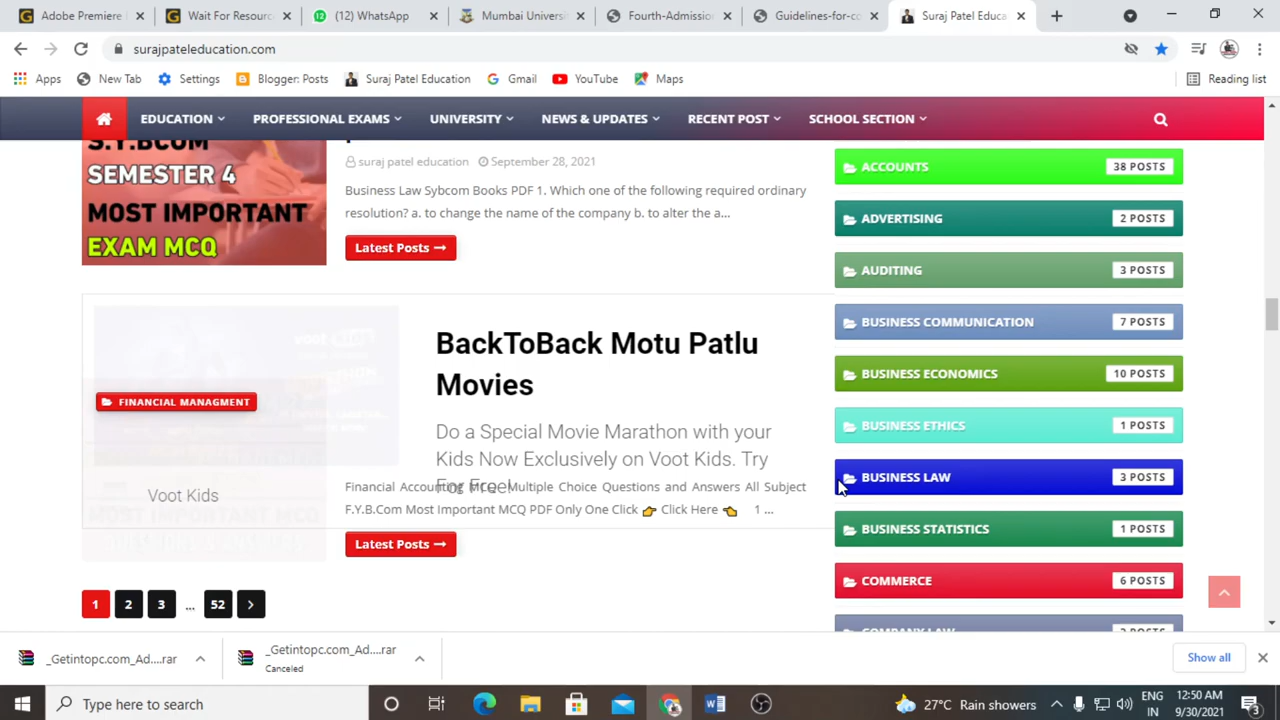 Adobe Premiere
Wait For Resourc
(12) WhatsApp
Mumbai Universi
Fourth-Admissio
Guidelines-for-co
Suraj Patel Educa
surajpateleducation.com
Apps
New Tab
Settings
Blogger: Posts
Suraj Patel Education
Gmail
YouTube
Maps
Reading list
EDUCATION
PROFESSIONAL EXAMS
UNIVERSITY
NEWS & UPDATES
RECENT POST
SCHOOL SECTION
S.Y.BCOM
SEMESTER 4
MOST IMPORTANT
EXAM MCQ
suraj patel education
September 28, 2021
Business Law Sybcom Books PDF 1. Which one of the following required ordinary
resolution? a. to change the name of the company b. to alter the a...
Latest Posts →
FINANCIAL MANAGMENT
Voot Kids
BackToBack Motu Patlu
Movies
Do a Special Movie Marathon with your
Kids Now Exclusively on Voot Kids. Try
For Free!
Financial Accounting Multiple Choice Questions and Answers All Subject
F.Y.B.Com Most Important MCQ PDF Only One Click 👉 Click Here 👈 1 ...
Latest Posts →
1
2
3
...
52
ACCOUNTS 38 POSTS
ADVERTISING 2 POSTS
AUDITING 3 POSTS
BUSINESS COMMUNICATION 7 POSTS
BUSINESS ECONOMICS 10 POSTS
BUSINESS ETHICS 1 POSTS
BUSINESS LAW 3 POSTS
BUSINESS STATISTICS 1 POSTS
COMMERCE 6 POSTS
COMPANY LAW
_Getintopc.com_Ad....rar
_Getintopc.com_Ad....rar
Canceled
Show all
Type here to search
27°C Rain showers
ENG
IN
12:50 AM
9/30/2021
3